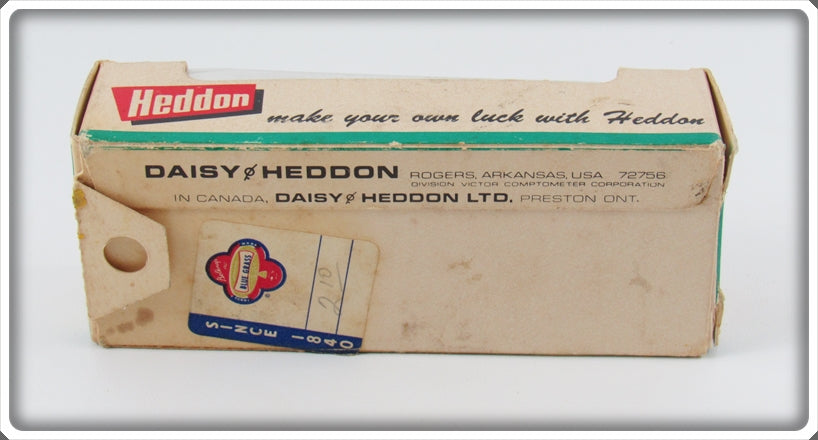 Heddon
make your own luck with Heddon
DAISY & HEDDON ROGERS, ARKANSAS, USA 72756
DIVISION VICTOR COMPTOMETER CORPORATION
IN CANADA, DAISY & HEDDON LTD. PRESTON ONT.
BLUE GRASS
2 10
SINCE 1840